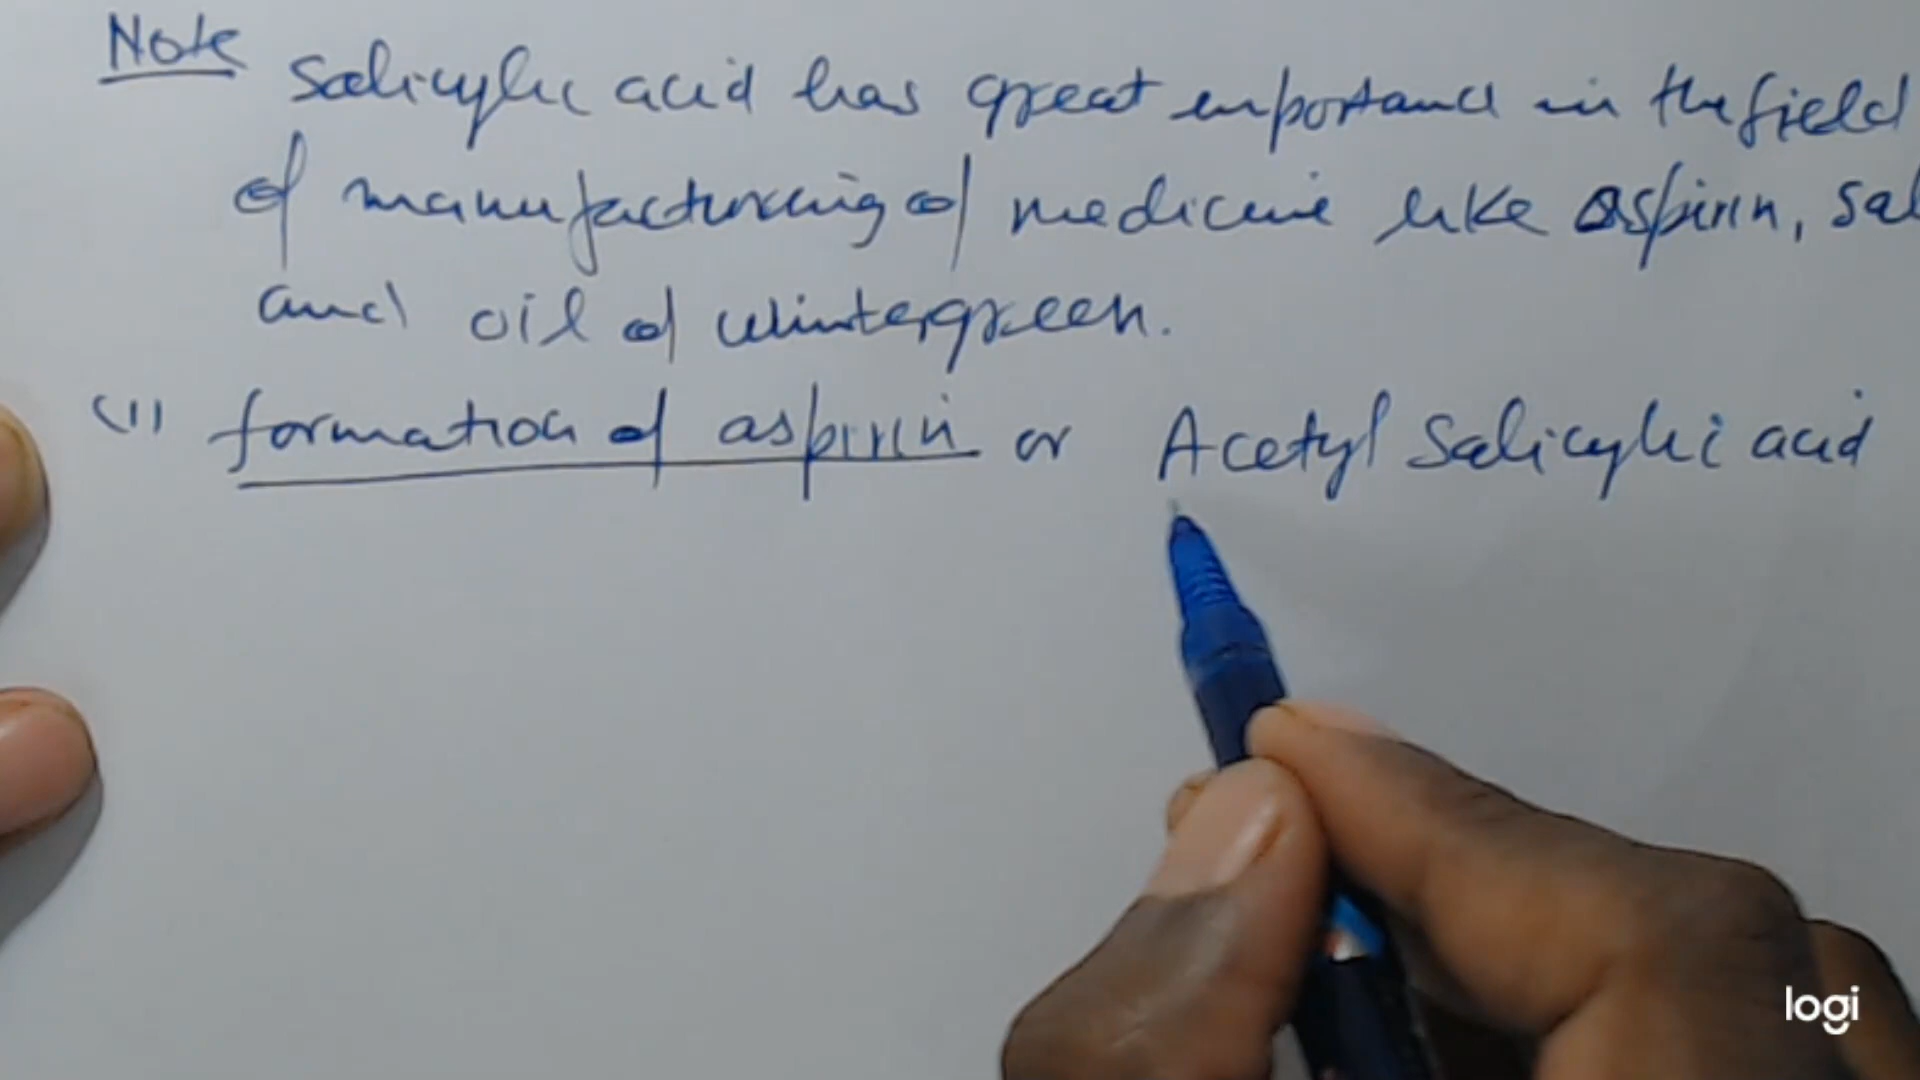 Note
Salicylic acid has great importance in the field
of manufacturing of medicine like aspirin, sal
and oil of wintergreen.
(1) formation of aspirin or Acetyl Salicylic acid
logi